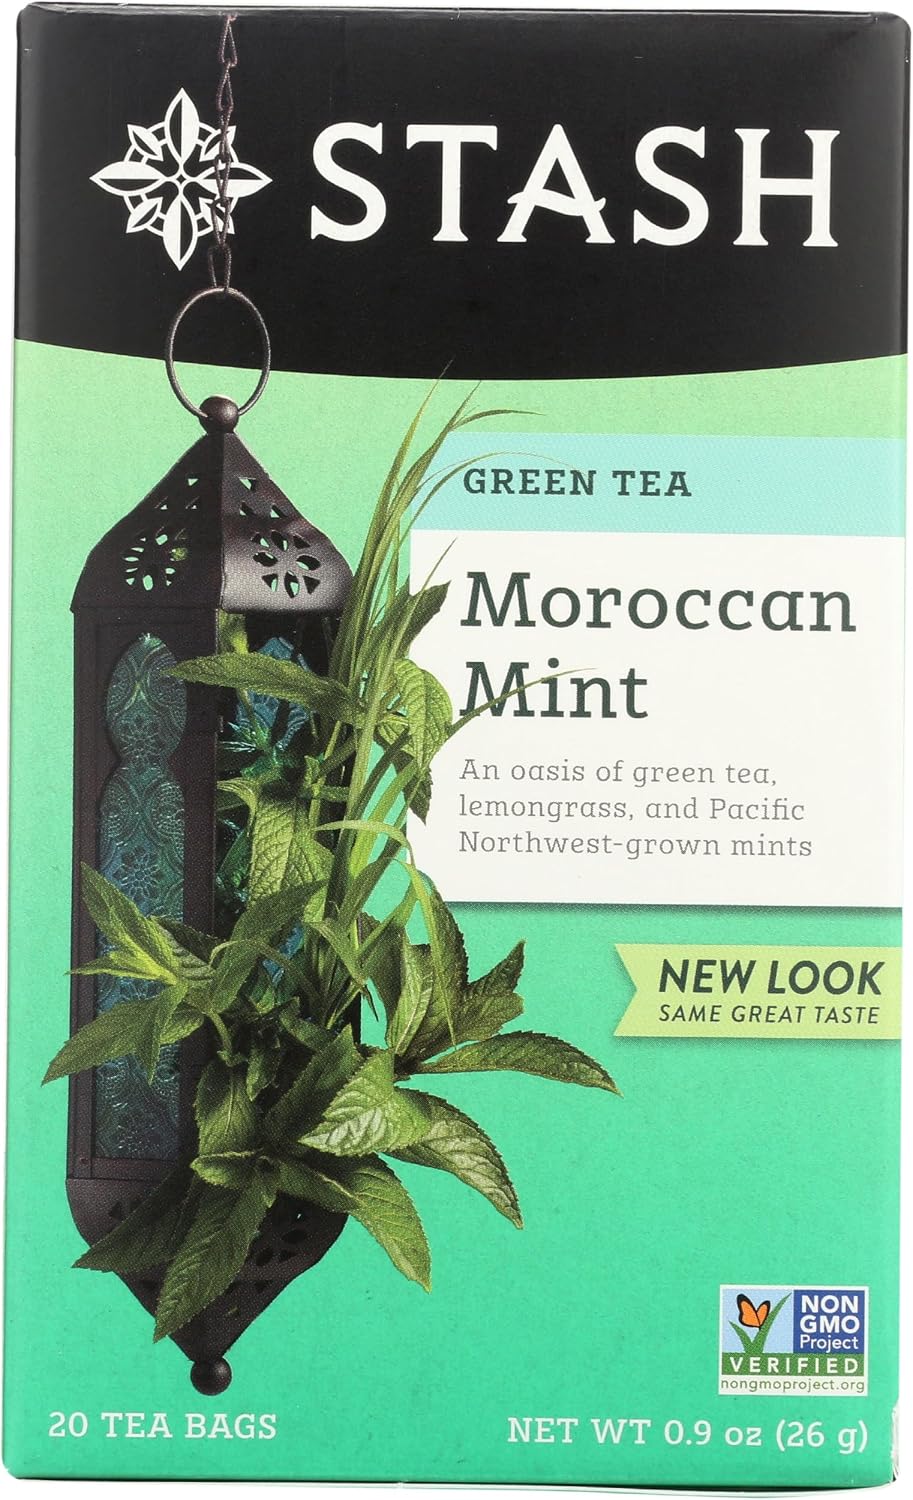 STASH
GREEN TEA
Moroccan
Mint
An oasis of green tea,
lemongrass, and Pacific
Northwest-grown mints
NEW LOOK
SAME GREAT TASTE
NON
GMO
Project
VERIFIED
nongmoproject.org
20 TEA BAGS
NET WT 0.9 oz (26 g)